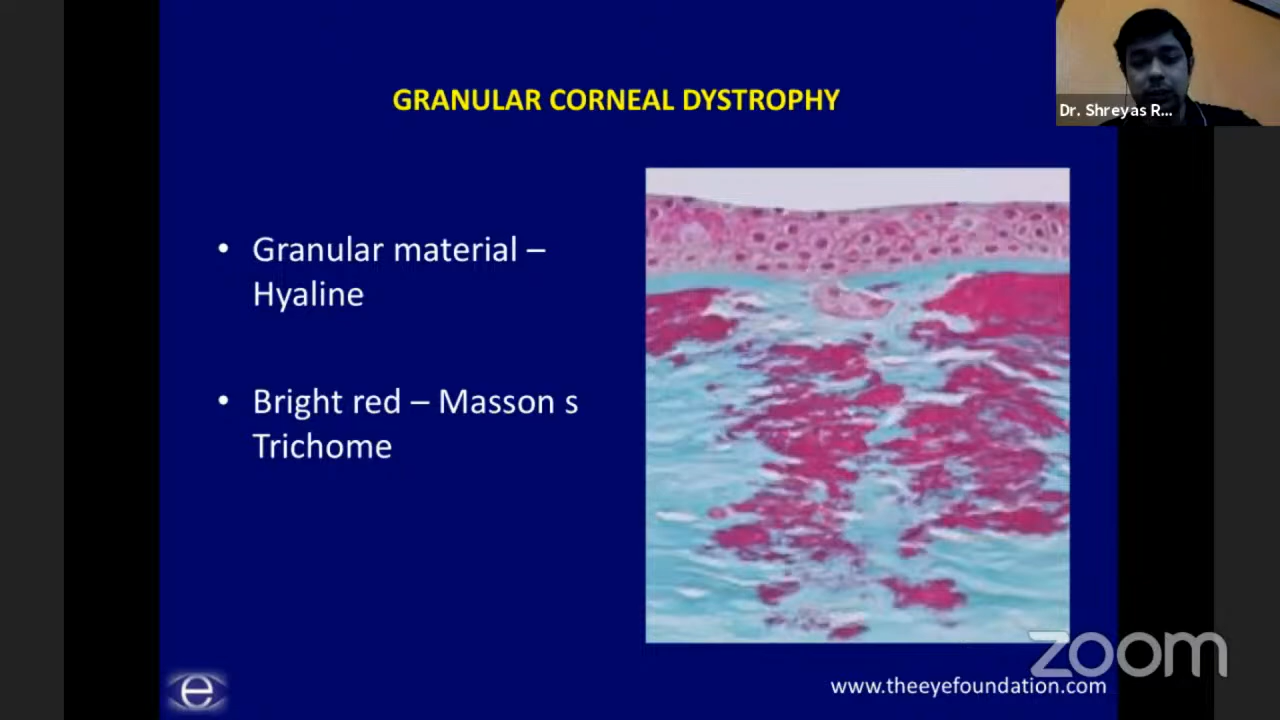 GRANULAR CORNEAL DYSTROPHY
Dr. Shreyas R...
• Granular material –
Hyaline
• Bright red – Masson s
Trichome
zoom
www.theeyefoundation.com
e